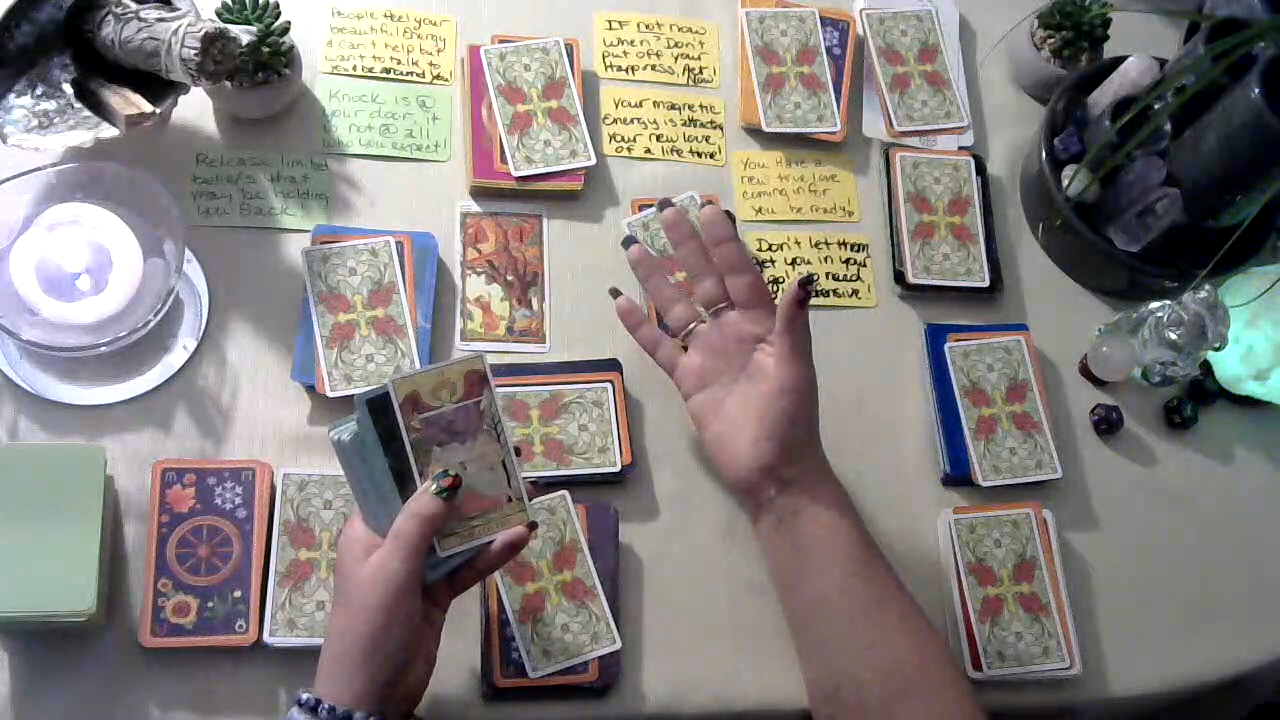 People feel your
beautiful Energy
& can't help but
want to talk to
you & be around you!
Knock is @
your door, it
is not @ all
who you expect!
Release limited
beliefs that
may be holding
you back
IF not now
when? Don't
put off your
Happiness, Act
Now!
Your magnetic
Energy is attracting
your new love
of a life time!
You Have a
new true love
coming in for
you be ready!
Don't let them
get you in your
need